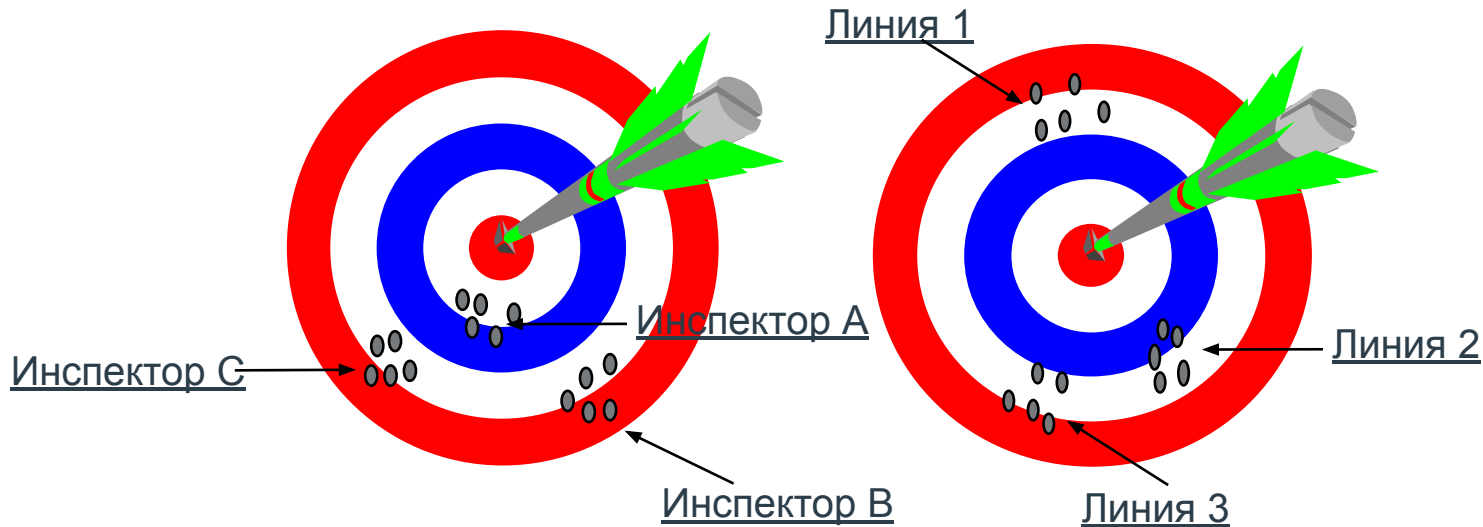 Линия 1
Инспектор А
Линия 2
Инспектор С
Инспектор В
Линия 3